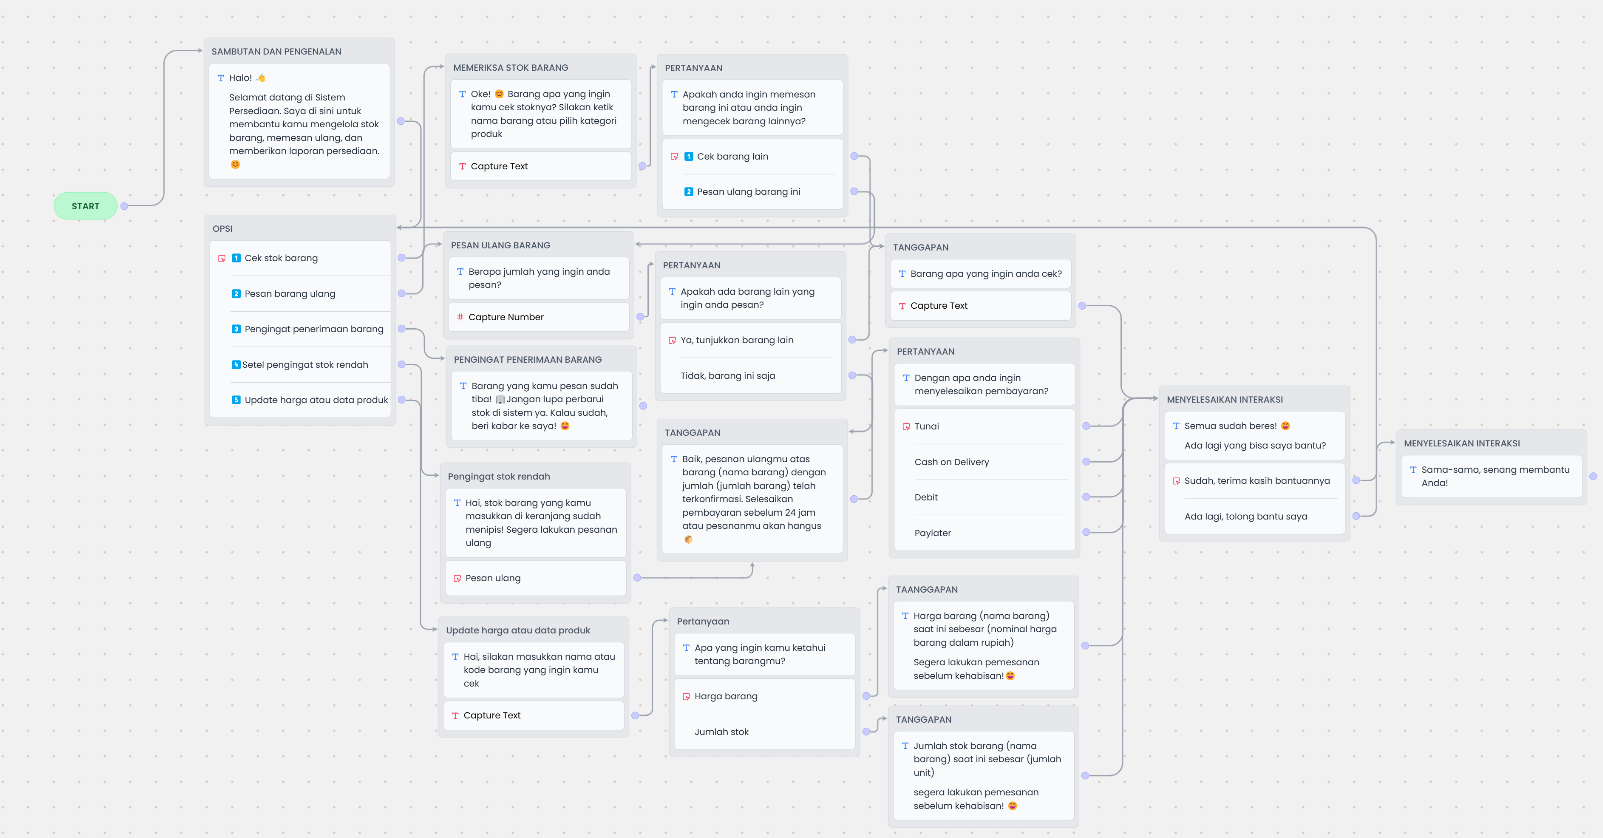 START
SAMBUTAN DAN PENGENALAN
Halo! 👋
Selamat datang di Sistem
Persediaan. Saya di sini untuk
membantu kamu mengelola stok
barang, memesan ulang, dan
memberikan laporan persediaan.
😊
OPSI
1 Cek stok barang
2 Pesan barang ulang
3 Pengingat penerimaan barang
4 Setel pengingat stok rendah
5 Update harga atau data produk
MEMERIKSA STOK BARANG
Oke! 😊 Barang apa yang ingin
kamu cek stoknya? Silakan ketik
nama barang atau pilih kategori
produk
Capture Text
PERTANYAAN
Apakah anda ingin memesan
barang ini atau anda ingin
mengecek barang lainnya?
1 Cek barang lain
2 Pesan ulang barang ini
PESAN ULANG BARANG
Berapa jumlah yang ingin anda
pesan?
# Capture Number
PERTANYAAN
Apakah ada barang lain yang
ingin anda pesan?
Ya, tunjukkan barang lain
Tidak, barang ini saja
TANGGAPAN
Barang apa yang ingin anda cek?
Capture Text
PENGINGAT PENERIMAAN BARANG
Barang yang kamu pesan sudah
tiba! Jangan lupa perbarui
stok di sistem ya. Kalau sudah,
beri kabar ke saya! 🤩
Pengingat stok rendah
Hai, stok barang yang kamu
masukkan di keranjang sudah
menipis! Segera lakukan pesanan
ulang
Pesan ulang
TANGGAPAN
Baik, pesanan ulangmu atas
barang (nama barang) dengan
jumlah (jumlah barang) telah
terkonfirmasi. Selesaikan
pembayaran sebelum 24 jam
atau pesananmu akan hangus
📦
PERTANYAAN
Dengan apa anda ingin
menyelesaikan pembayaran?
Tunai
Cash on Delivery
Debit
Paylater
Update harga atau data produk
Hai, silakan masukkan nama atau
kode barang yang ingin kamu
cek
Capture Text
Pertanyaan
Apa yang ingin kamu ketahui
tentang barangmu?
Harga barang
Jumlah stok
TAANGGAPAN
Harga barang (nama barang)
saat ini sebesar (nominal harga
barang dalam rupiah)
Segera lakukan pemesanan
sebelum kehabisan! 🤩
TANGGAPAN
Jumlah stok barang (nama
barang) saat ini sebesar (jumlah
unit)
segera lakukan pemesanan
sebelum kehabisan! 🤩
MENYELESAIKAN INTERAKSI
Semua sudah beres! 🤩
Ada lagi yang bisa saya bantu?
Sudah, terima kasih bantuannya
Ada lagi, tolong bantu saya
MENYELESAIKAN INTERAKSI
Sama-sama, senang membantu
Anda!